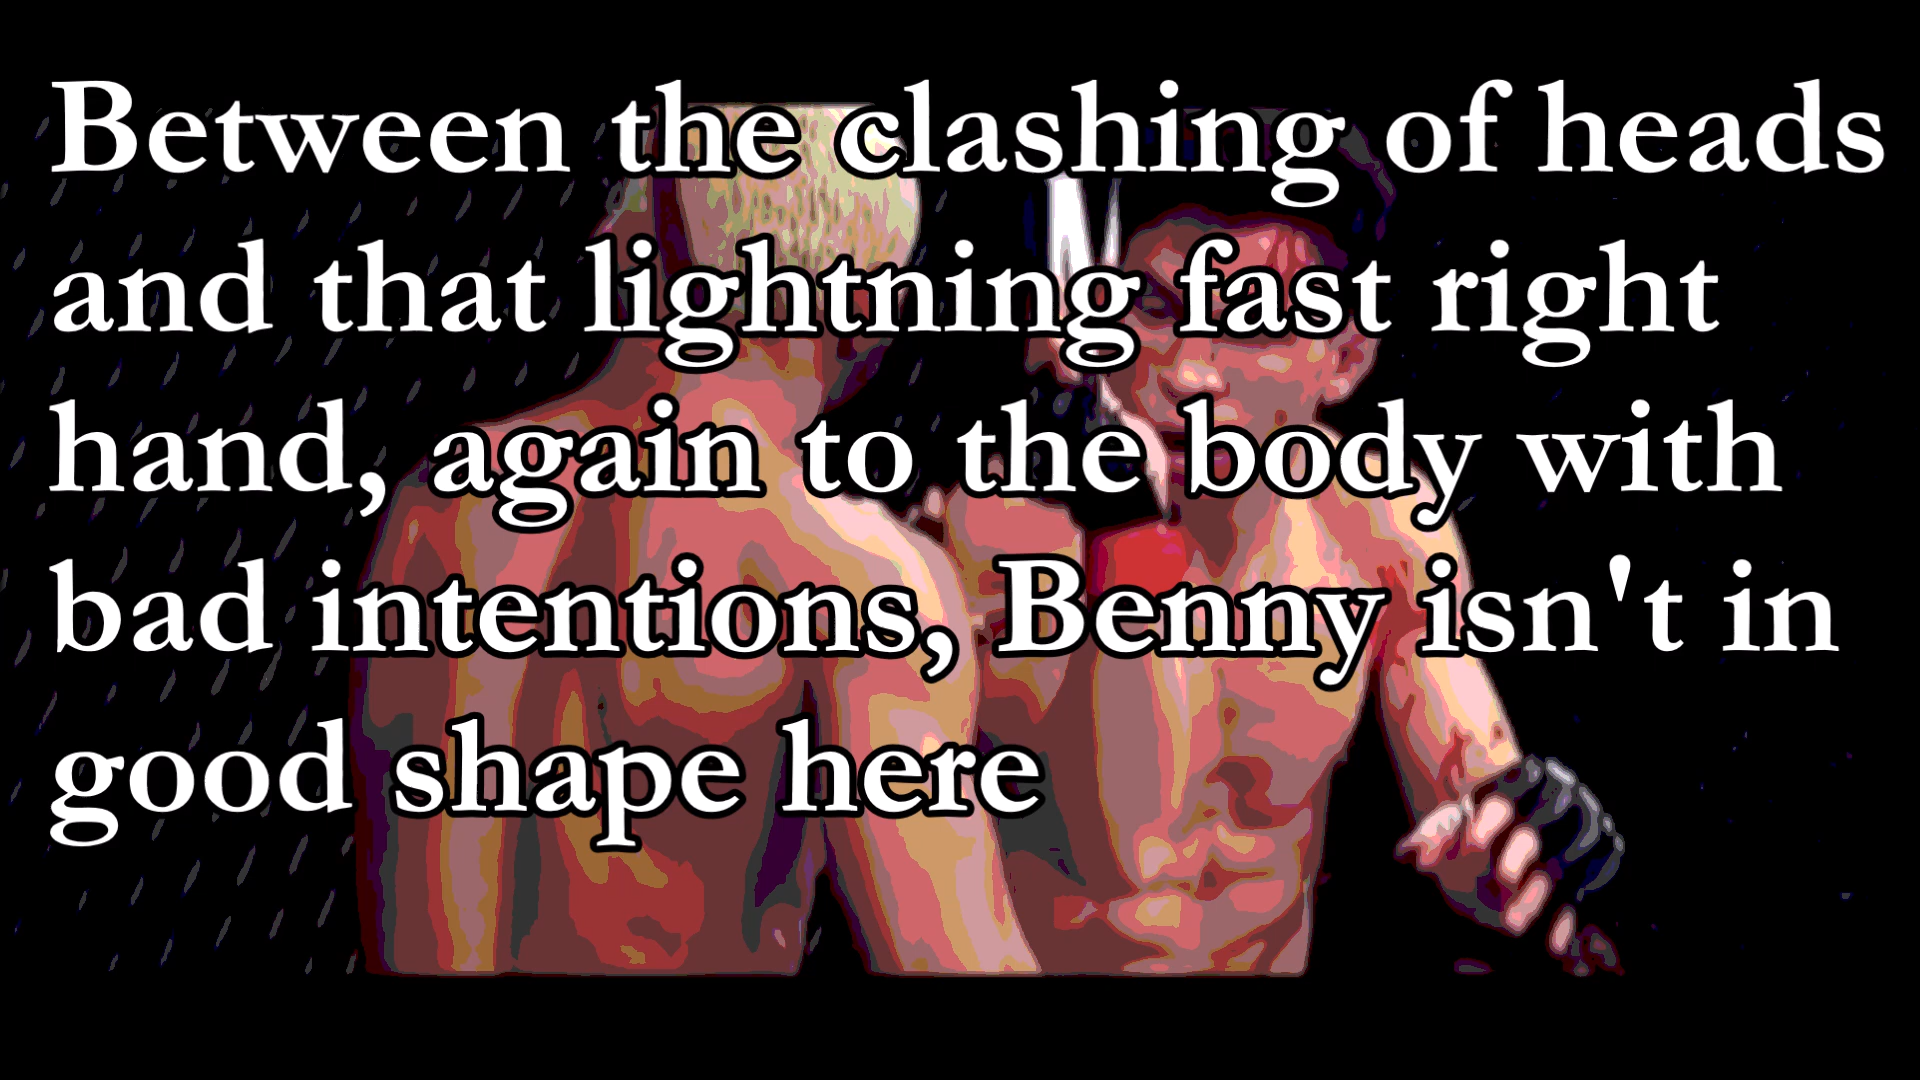 Between the clashing of heads
and that lightning fast right
hand, again to the body with
bad intentions, Benny isn't in
good shape here